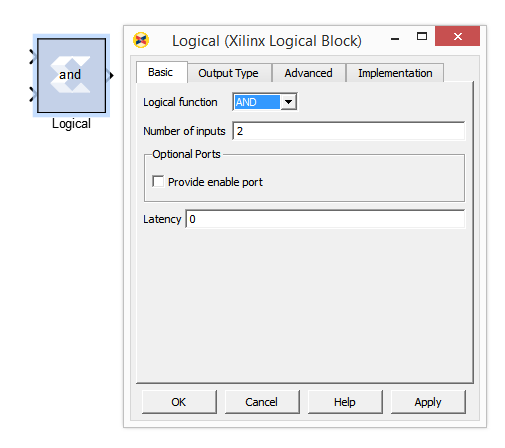 Logical (Xilinx Logical Block)
and
Logical
Basic Output Type Advanced Implementation
Logical function AND
Number of inputs 2
Optional Ports
Provide enable port
Latency 0
OK Cancel Help Apply